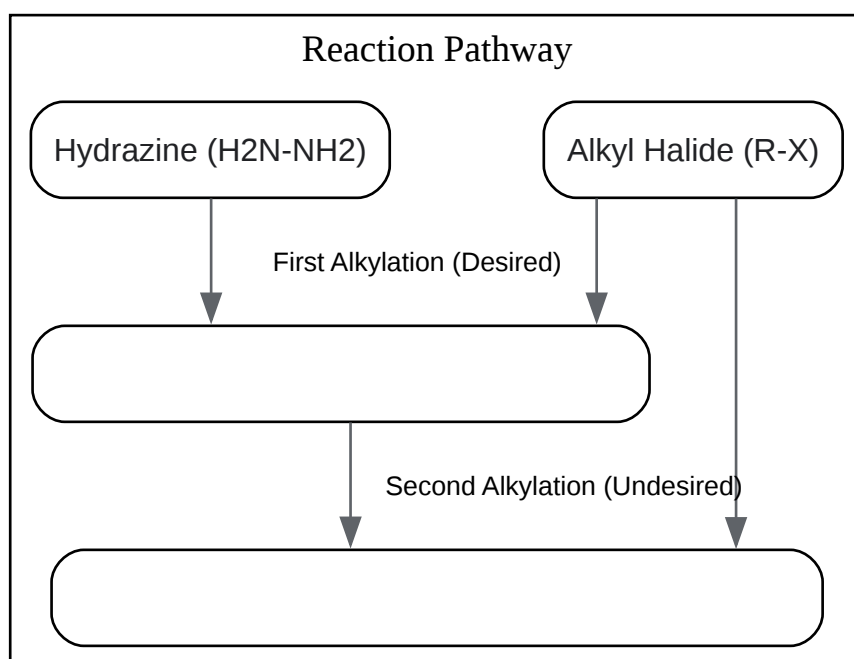 Reaction Pathway
Hydrazine (H2N-NH2)
Alkyl Halide (R-X)
First Alkylation (Desired)
Second Alkylation (Undesired)